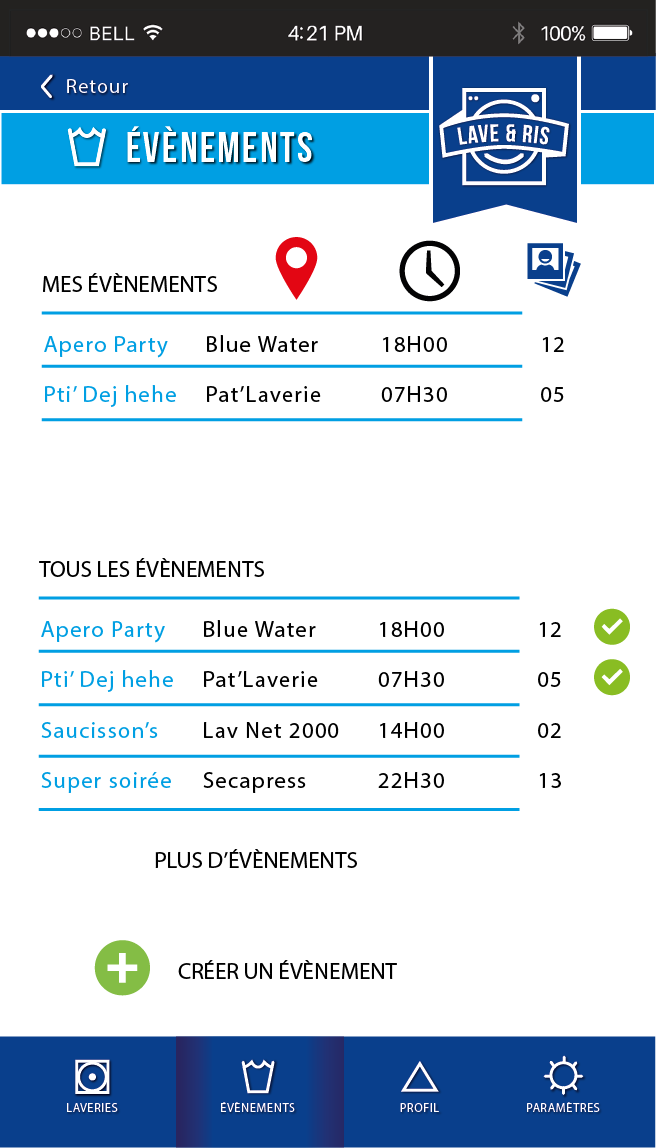 BELL 4:21 PM 100%
Retour
ÉVÈNEMENTS
LAVE & RIS
MES ÉVÈNEMENTS
Apero Party Blue Water 18H00 12
Pti’ Dej hehe Pat’Laverie 07H30 05
TOUS LES ÉVÈNEMENTS
Apero Party Blue Water 18H00 12
Pti’ Dej hehe Pat’Laverie 07H30 05
Saucisson’s Lav Net 2000 14H00 02
Super soirée Secapress 22H30 13
PLUS D’ÉVÈNEMENTS
CRÉER UN ÉVÈNEMENT
LAVERIES ÉVÈNEMENTS PROFIL PARAMÈTRES